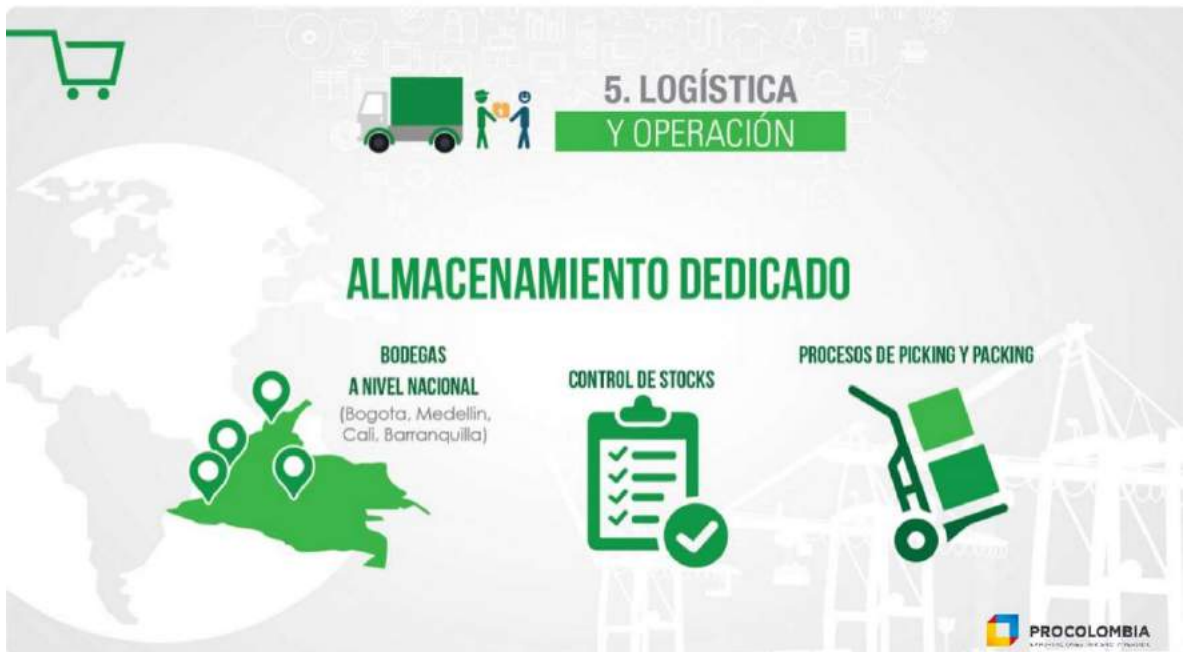 5. LOGÍSTICA
Y OPERACIÓN
ALMACENAMIENTO DEDICADO
BODEGAS
A NIVEL NACIONAL
(Bogota, Medellin,
Cali, Barranquilla)
CONTROL DE STOCKS
PROCESOS DE PICKING Y PACKING
PROCOLOMBIA